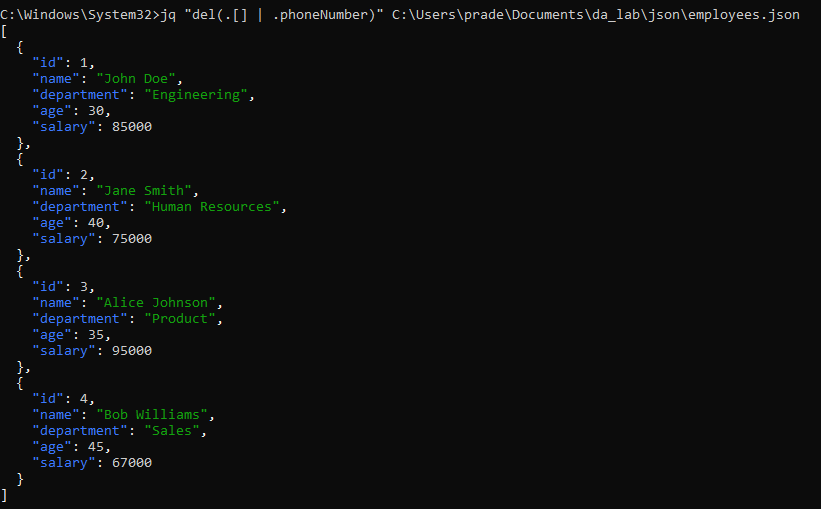 C:\Windows\System32>jq "del(.[] | .phoneNumber)" C:\Users\prade\Documents\da_lab\json\employees.json
[
  {
    "id": 1,
    "name": "John Doe",
    "department": "Engineering",
    "age": 30,
    "salary": 85000
  },
  {
    "id": 2,
    "name": "Jane Smith",
    "department": "Human Resources",
    "age": 40,
    "salary": 75000
  },
  {
    "id": 3,
    "name": "Alice Johnson",
    "department": "Product",
    "age": 35,
    "salary": 95000
  },
  {
    "id": 4,
    "name": "Bob Williams",
    "department": "Sales",
    "age": 45,
    "salary": 67000
  }
]